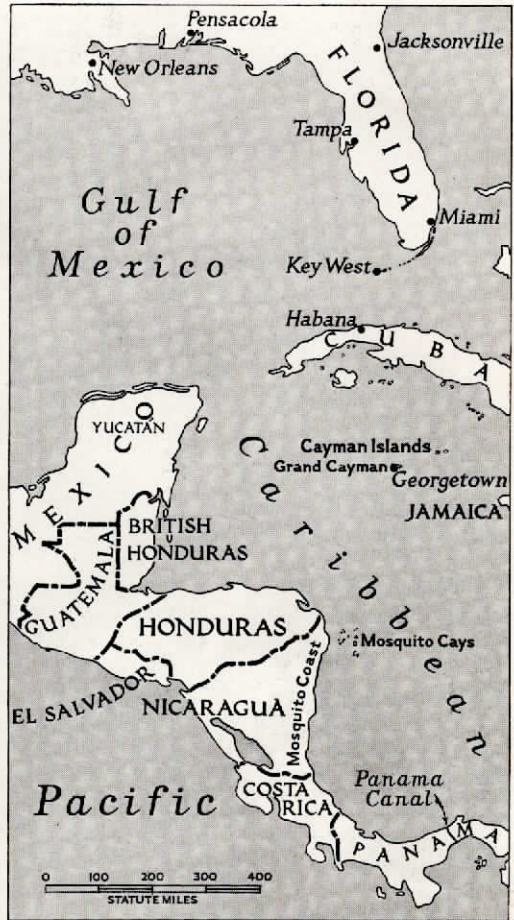 Pensacola
Jacksonville
New Orleans
FLORIDA
Tampa
Gulf
of
Mexico
Miami
Key West
Habana
CUBA
YUCATÁN
MEXICO
Cayman Islands
Grand Cayman
Georgetown
JAMAICA
Caribbean
BRITISH
HONDURAS
GUATEMALA
HONDURAS
Mosquito Cays
Mosquito Coast
EL SALVADOR
NICARAGUA
Panama
Canal
COSTA
RICA
Pacific
PANAMA
0 100 200 300 400
STATUTE MILES